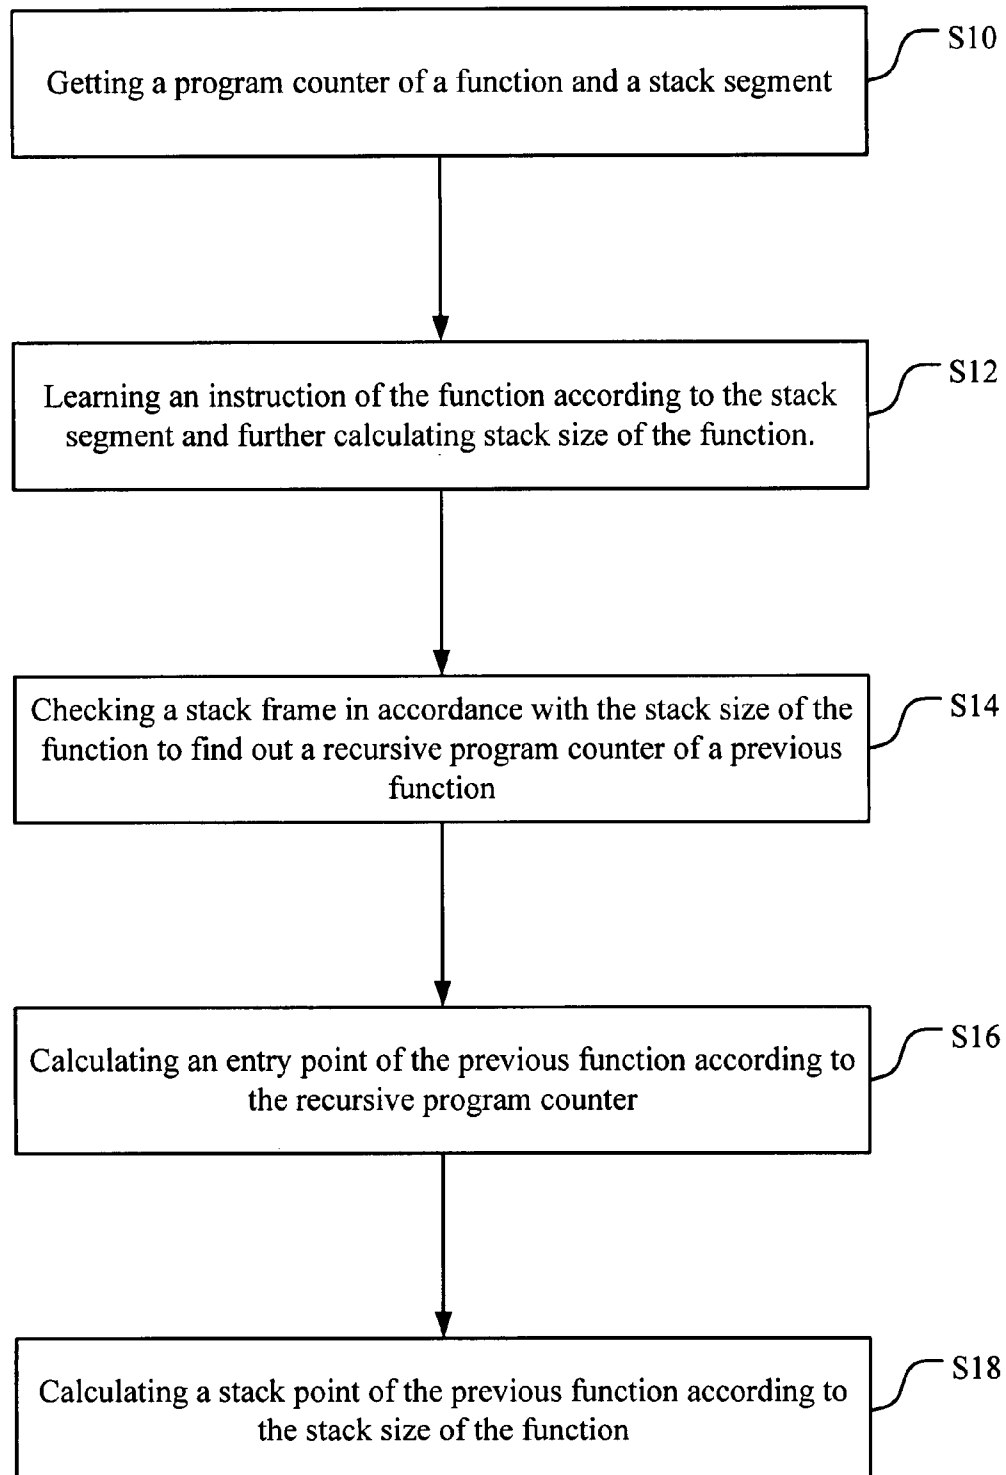 Getting a program counter of a function and a stack segment
S10
Learning an instruction of the function according to the stack
segment and further calculating stack size of the function.
S12
Checking a stack frame in accordance with the stack size of the
function to find out a recursive program counter of a previous
function
S14
Calculating an entry point of the previous function according to
the recursive program counter
S16
Calculating a stack point of the previous function according to
the stack size of the function
S18